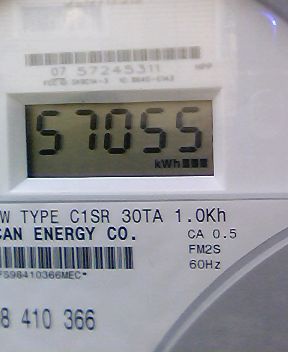 07 57245311
57055
kWh
W TYPE C1SR 30TA 1.0Kh
CAN ENERGY CO.
CA 0.5
FM2S
60Hz
FS98410366MEC*
8 410 366